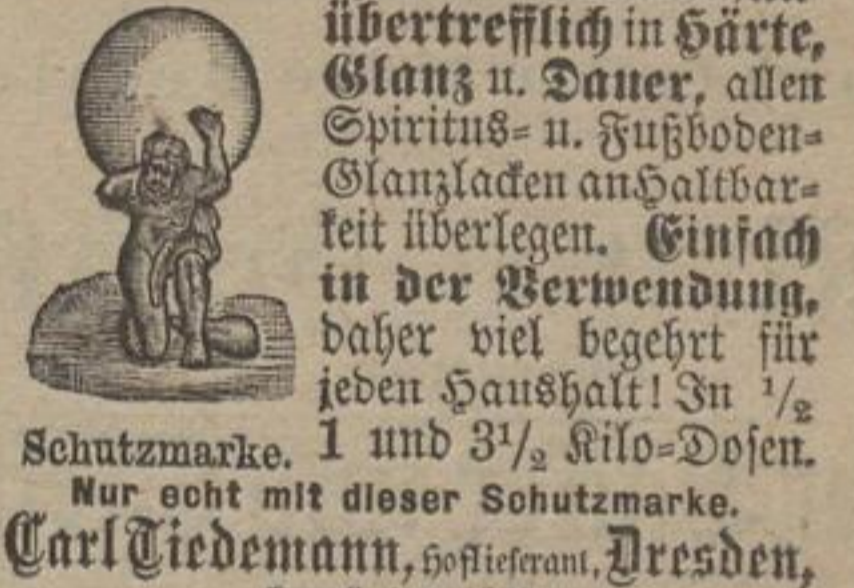 übertrefflich in Härte,
Glanz u. Dauer, allen
Spiritus- u. Fußboden-
Glanzlacken an Haltbar-
keit überlegen. Einfach
in der Verwendung,
daher viel begehrt für
jeden Haushalt! In 1/2
1 und 3 1/2 Kilo-Dosen.
Schutzmarke.
Nur echt mit dieser Schutzmarke.
Carl Tiedemann, Hoflieferant, Dresden,